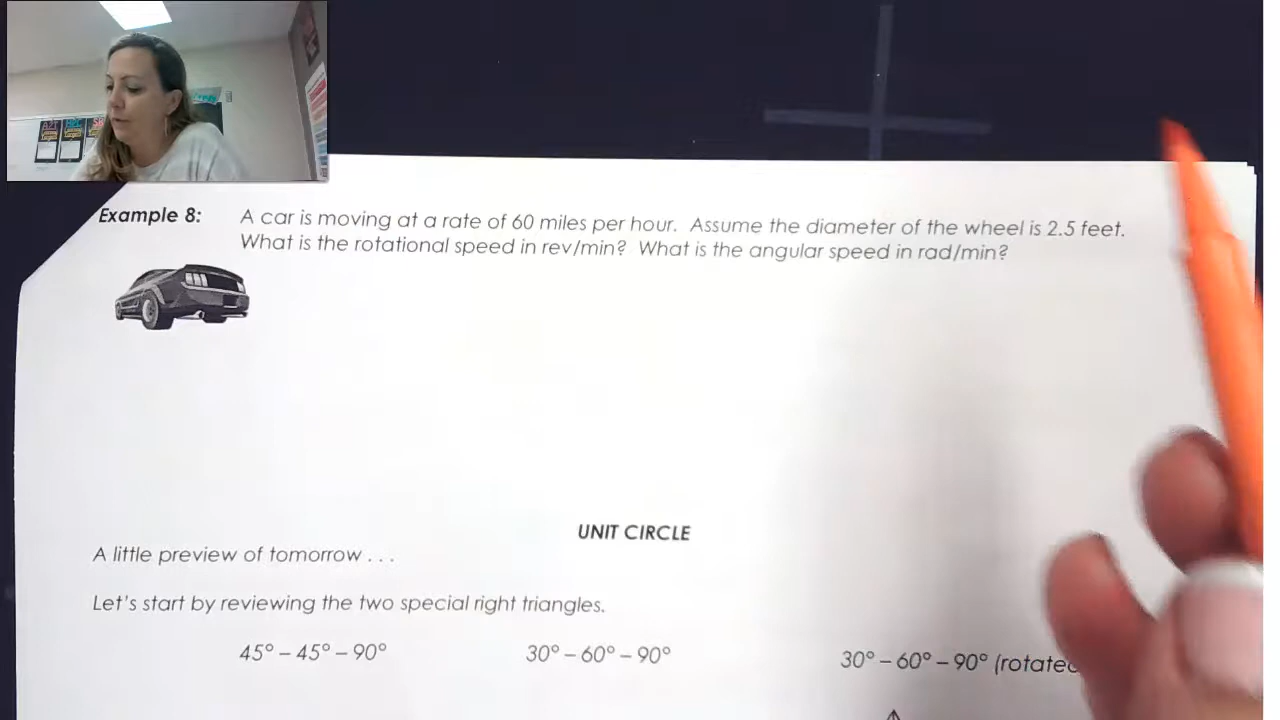 Example 8: A car is moving at a rate of 60 miles per hour. Assume the diameter of the wheel is 2.5 feet.
What is the rotational speed in rev/min? What is the angular speed in rad/min?
UNIT CIRCLE
A little preview of tomorrow . . .
Let's start by reviewing the two special right triangles.
45° – 45° – 90° 30° – 60° – 90° 30° – 60° – 90° (rotated